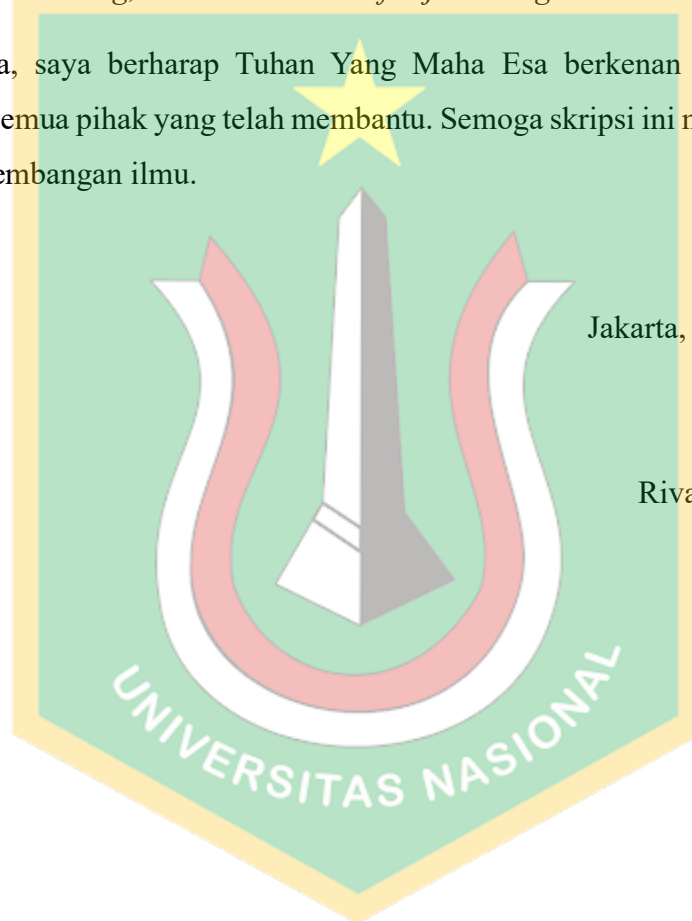 a, saya berharap Tuhan Yang Maha Esa berkenan
emua pihak yang telah membantu. Semoga skripsi ini
embangan ilmu.
Jakarta,
Riva
UNIVERSITAS NASIONAL